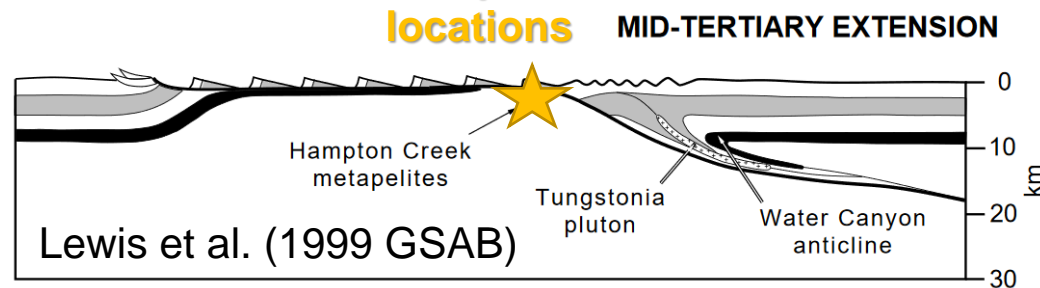 locations
MID-TERTIARY EXTENSION
0
Hampton Creek
metapelites
10
km
Tungstonia
pluton
Water Canyon
anticline
20
Lewis et al. (1999 GSAB)
30